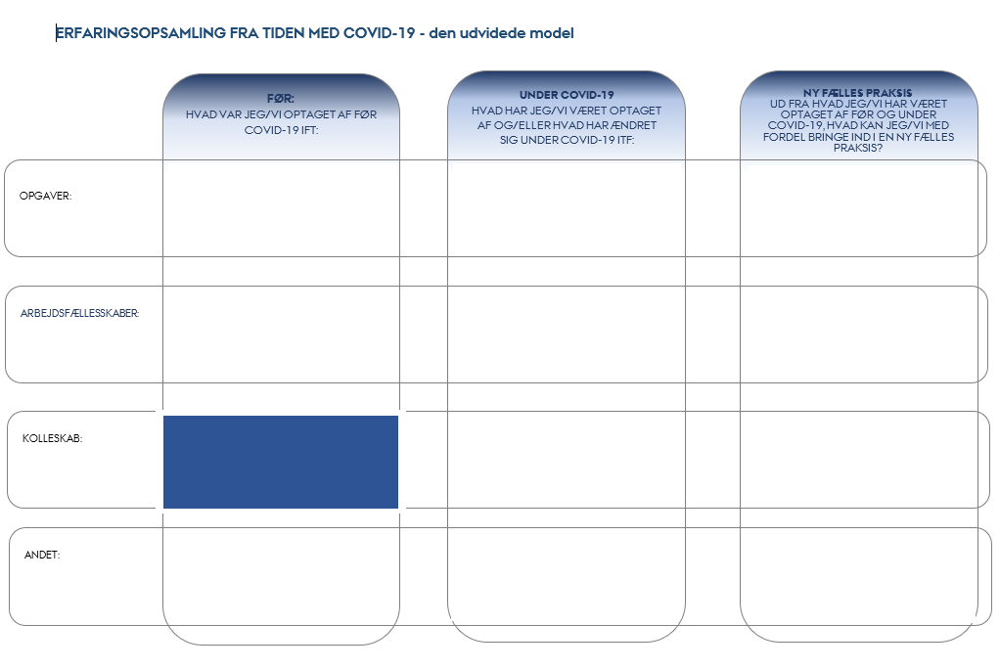 ERFARINGSOPSAMLING FRA TIDEN MED COVID-19 - den udvidede model
FØR:
HVAD VAR JEG/VI OPTAGET AF FØR
COVID-19 IFT:
UNDER COVID-19
HVAD HAR JEG/VI VÆRET OPTAGET
AF OG/ELLER HVAD HAR ÆNDRET
SIG UNDER COVID-19 ITF:
NY FÆLLES PRAKSIS
UD FRA HVAD JEG/VI HAR VÆRET
OPTAGET AF FØR OG UNDER
COVID-19, HVAD KAN JEG/VI MED
FORDEL BRINGE IND I EN NY FÆLLES
PRAKSIS?
OPGAVER:
ARBEJDSFÆLLESSKABER:
KOLLESKAB:
ANDET: